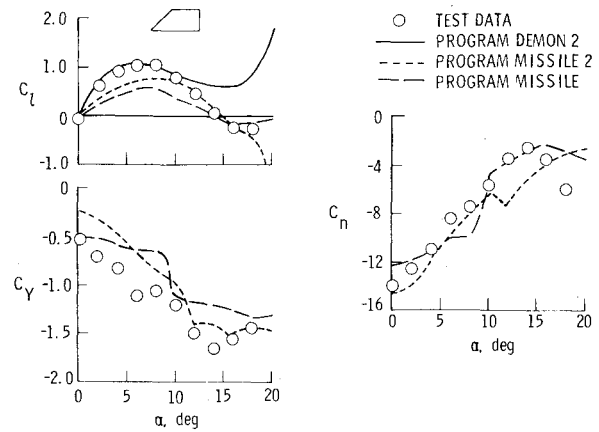 TEST DATA
PROGRAM DEMON 2
PROGRAM MISSILE 2
PROGRAM MISSILE
2.0
1.0
C_l
0
-1.0
0
-0.5
-1.0
C_Y
-1.5
-2.0
0 5 10 15 20
α, deg
0
-4
C_n
-8
-12
-16
0 5 10 15 20
α, deg